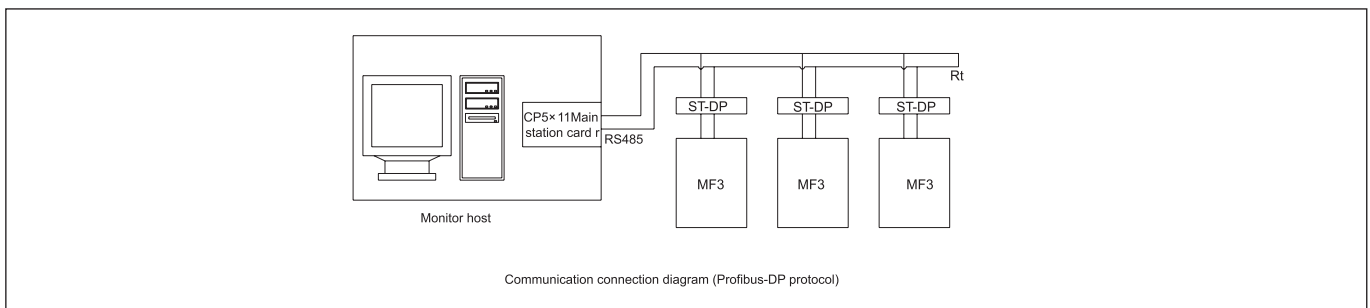 Rt
ST-DP
ST-DP
ST-DP
CP5×11Main
station card r
RS485
MF3
MF3
MF3
Monitor host
Communication connection diagram (Profibus-DP protocol)